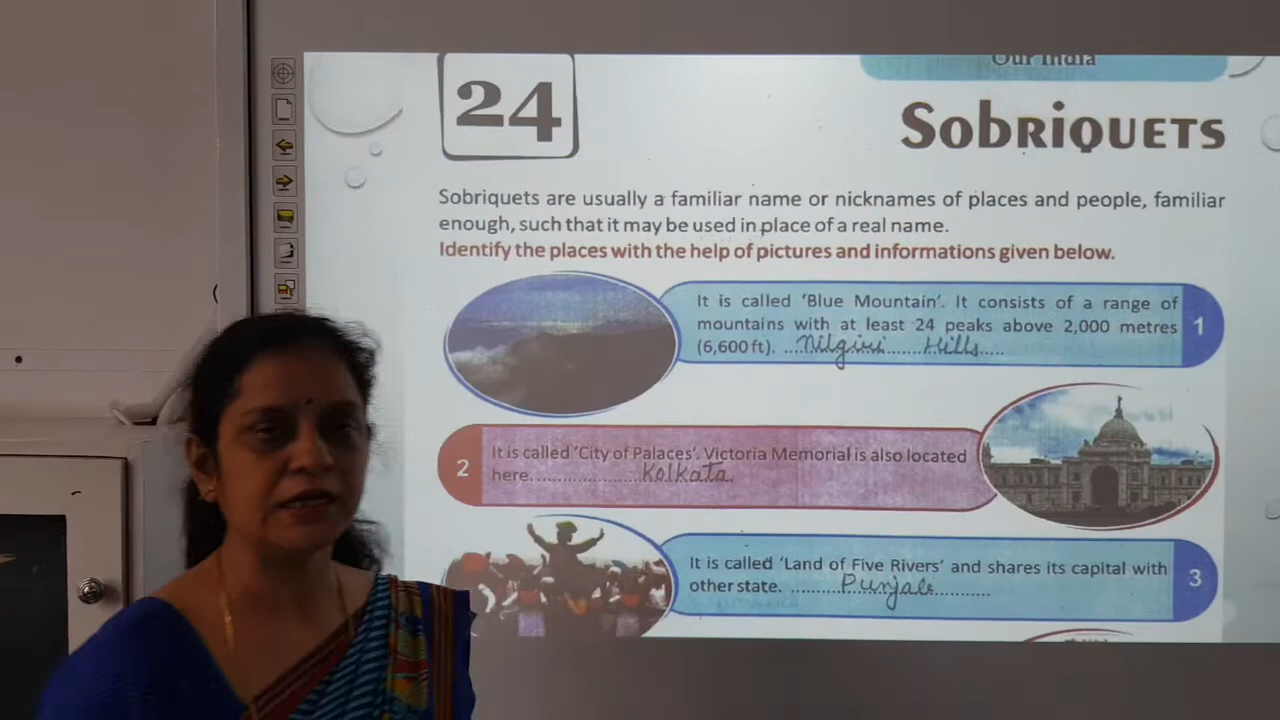 Our India
24
SOBRIQUETS
Sobriquets are usually a familiar name or nicknames of places and people, familiar
enough, such that it may be used in place of a real name.
Identify the places with the help of pictures and informations given below.
It is called ‘Blue Mountain’. It consists of a range of
mountains with at least 24 peaks above 2,000 metres
(6,600 ft). ....Nilgiri......Hills.....
1
2
It is called ‘City of Palaces’. Victoria Memorial is also located
here. .....................Kolkata.
It is called ‘Land of Five Rivers’ and shares its capital with
other state. ..........Punjab...........
3